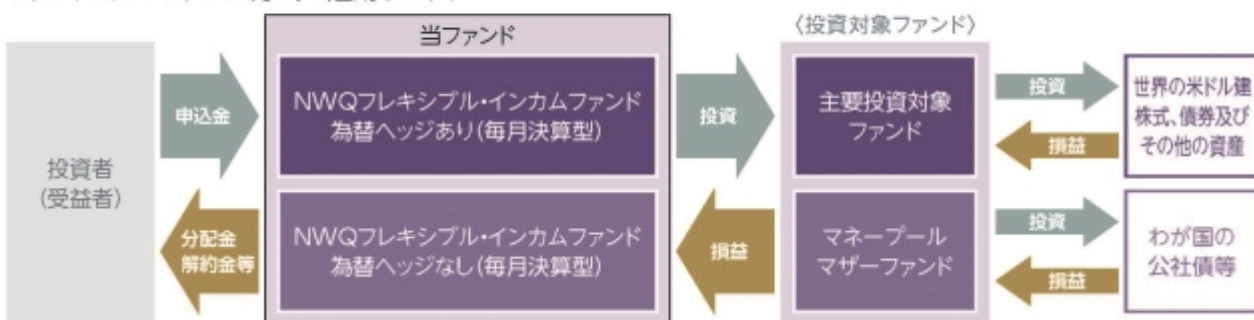 当ファンド
〈投資対象ファンド〉
投資者
(受益者)
申込金
分配金
解約金等
NWQフレキシブル・インカムファンド
為替ヘッジあり(毎月決算型)
NWQフレキシブル・インカムファンド
為替ヘッジなし(毎月決算型)
投資
損益
主要投資対象
ファンド
マネープール
マザーファンド
投資
損益
投資
損益
世界の米ドル建
株式、債券及び
その他の資産
わが国の
公社債等